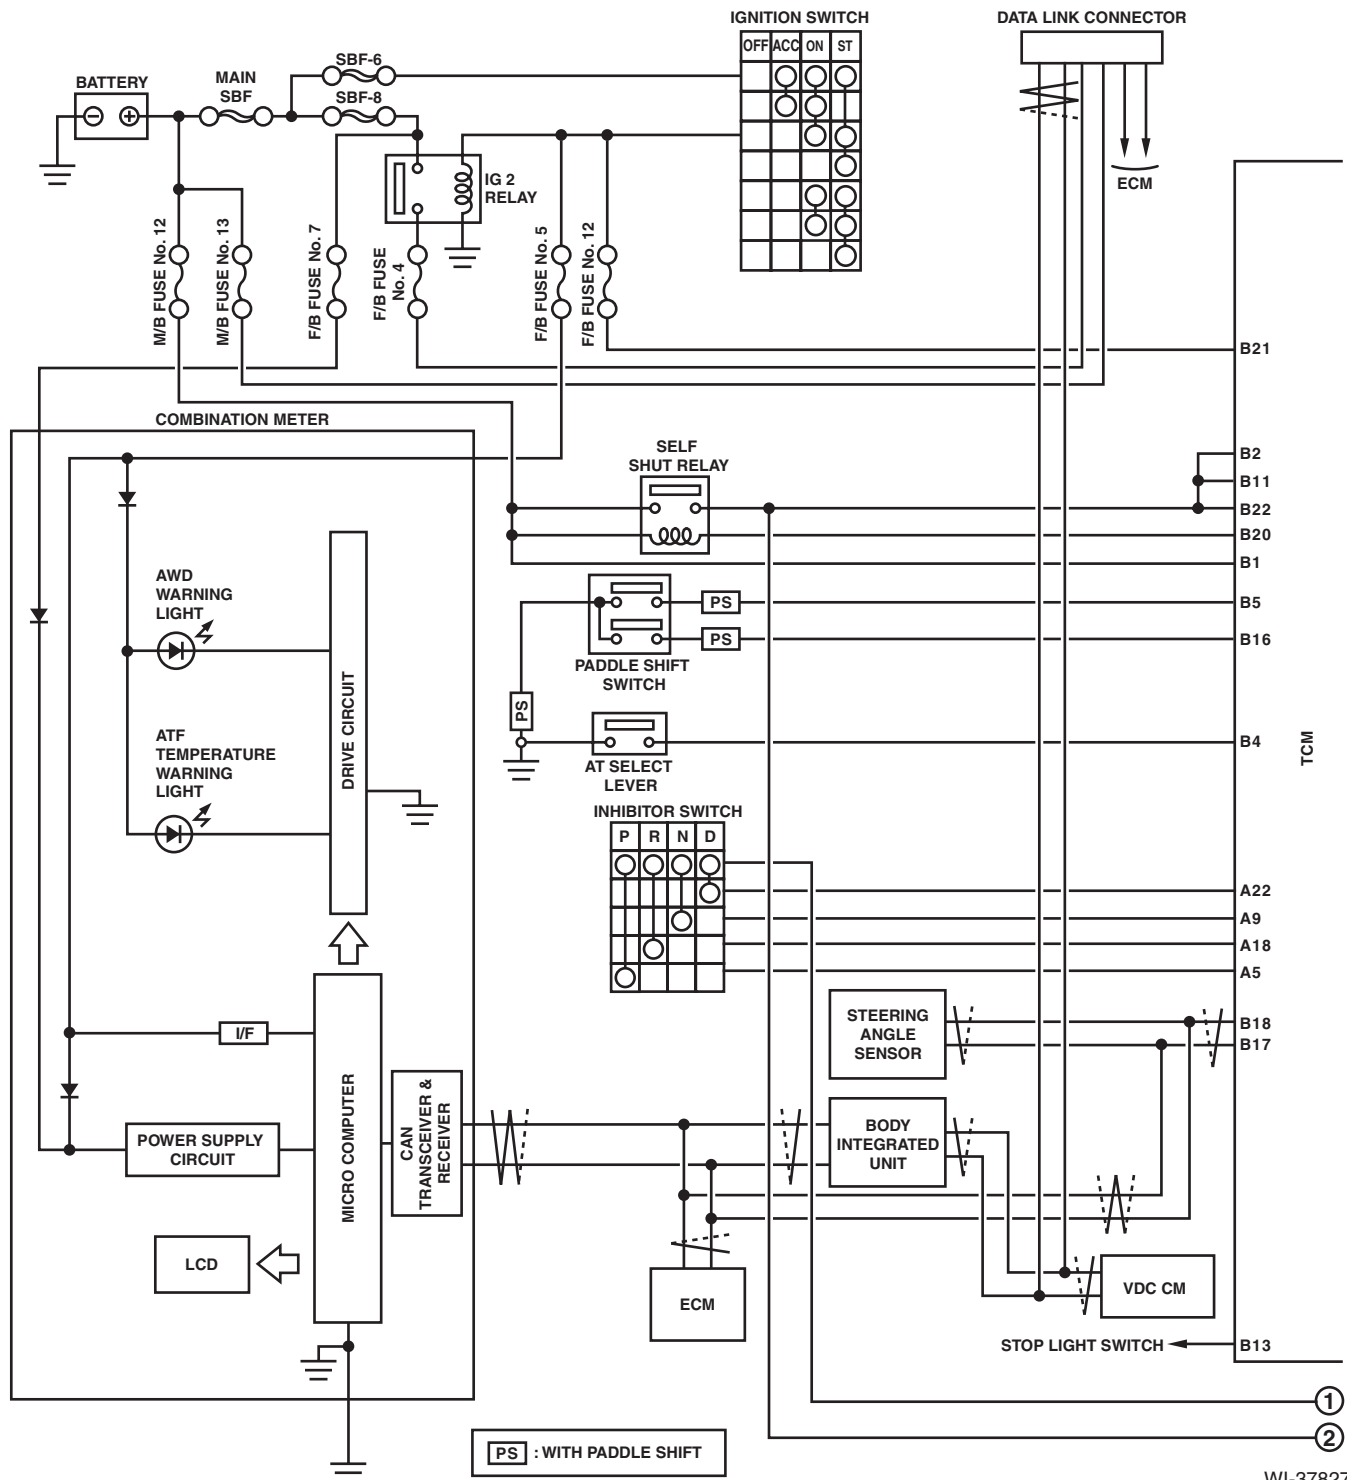 IGNITION SWITCH
DATA LINK CONNECTOR
OFF ACC ON ST
SBF-6
BATTERY
MAIN
SBF
SBF-8
IG 2
RELAY
ECM
M/B FUSE No. 12
M/B FUSE No. 13
F/B FUSE No. 7
F/B FUSE
No. 4
F/B FUSE No. 5
F/B FUSE No. 12
B21
COMBINATION METER
SELF
SHUT RELAY
B2
B11
B22
B20
B1
AWD
WARNING
LIGHT
PS
B5
PS
B16
PADDLE SHIFT
SWITCH
PS
DRIVE CIRCUIT
ATF
TEMPERATURE
WARNING
LIGHT
B4
TCM
AT SELECT
LEVER
INHIBITOR SWITCH
P R N D
A22
A9
A18
A5
STEERING
ANGLE
SENSOR
B18
B17
I/F
MICRO COMPUTER
CAN
TRANSCEIVER &
RECEIVER
POWER SUPPLY
CIRCUIT
BODY
INTEGRATED
UNIT
LCD
ECM
VDC CM
STOP LIGHT SWITCH
B13
1
2
PS : WITH PADDLE SHIFT
WI-37827